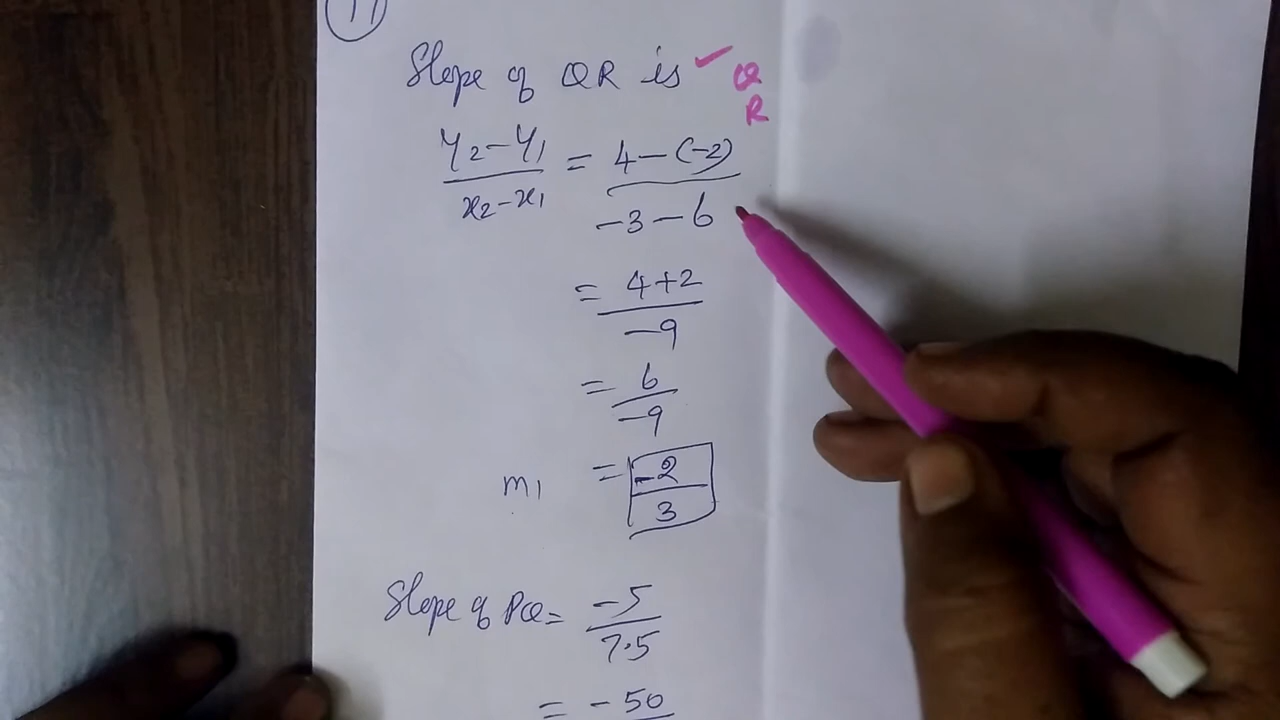 11
Slope of QR is ✓ Q
R
y₂-y₁ / x₂-x₁ = 4-(-2) / -3-6
= 4+2 / -9
= 6 / -9
m₁ = -2 / 3
Slope of PQ = -5 / 7.5
= -50